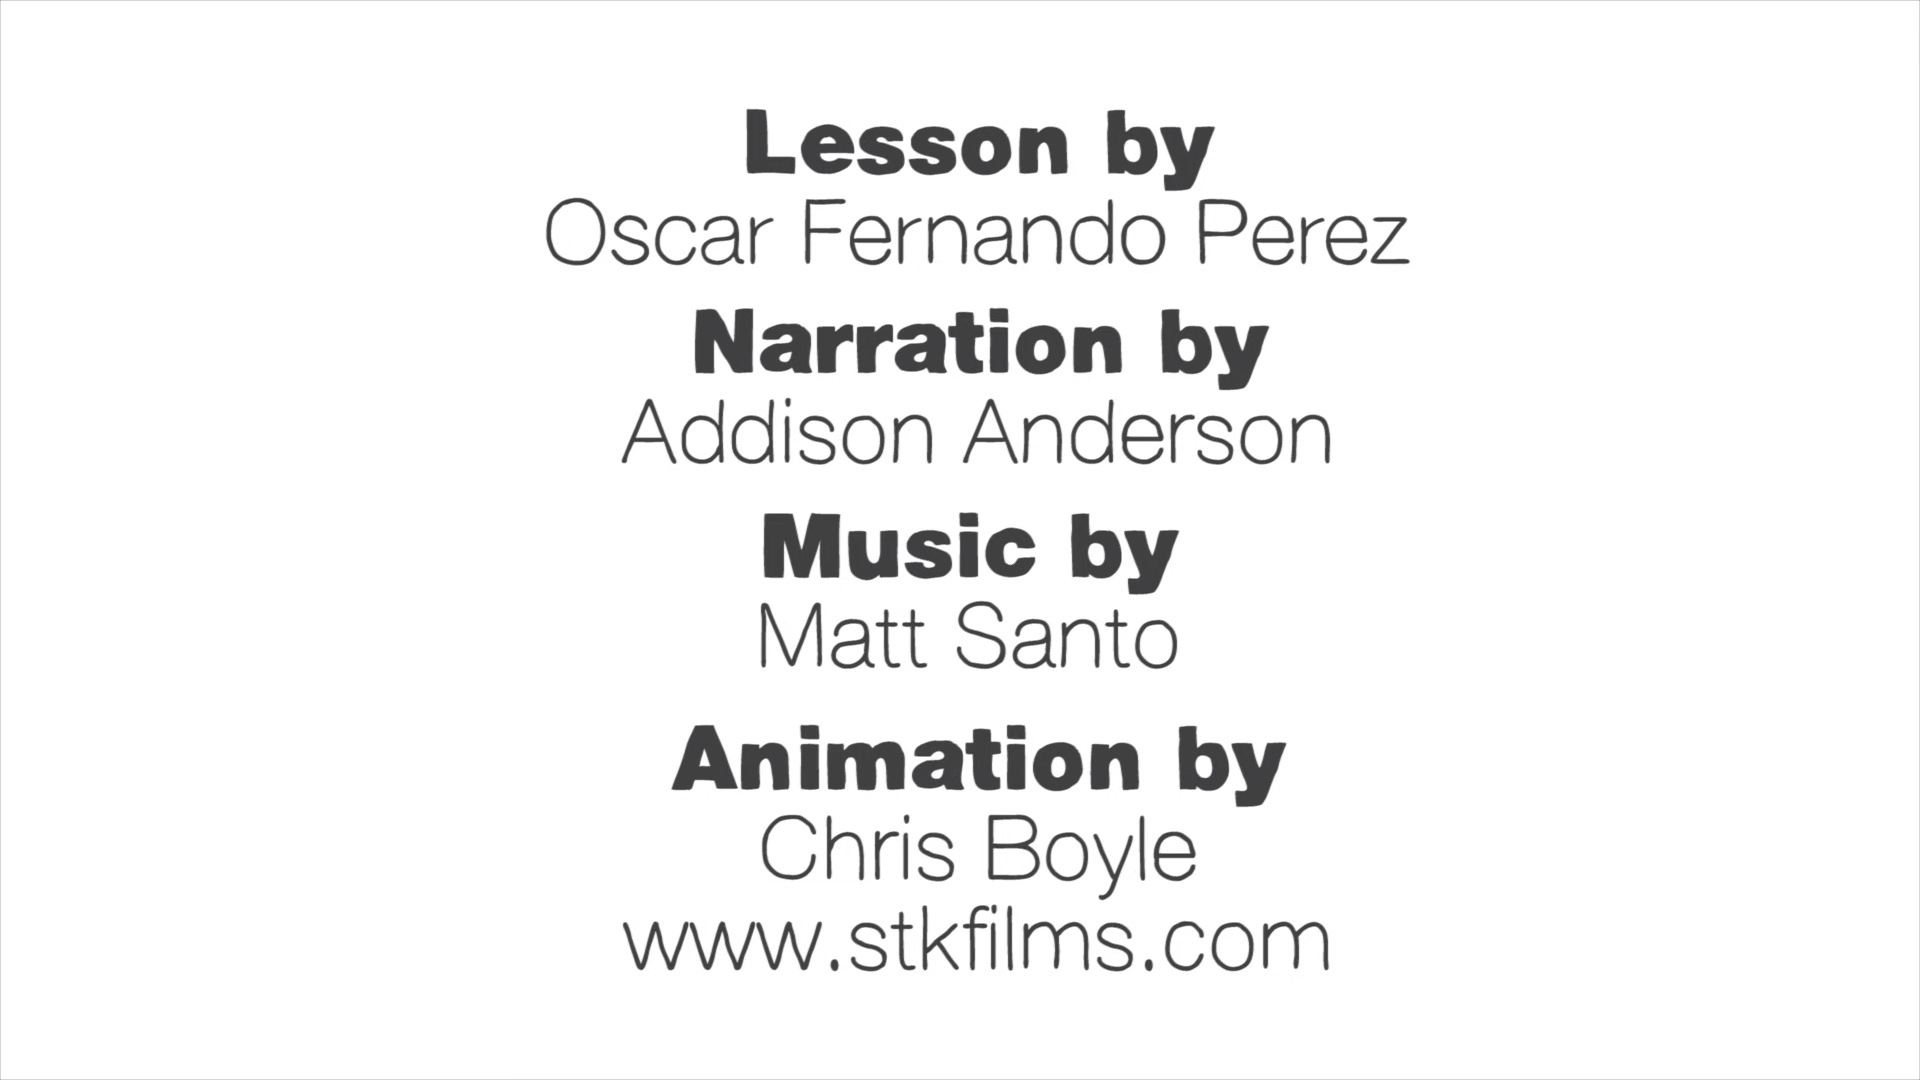 Lesson by
Oscar Fernando Perez
Narration by
Addison Anderson
Music by
Matt Santo
Animation by
Chris Boyle
www.stkfilms.com